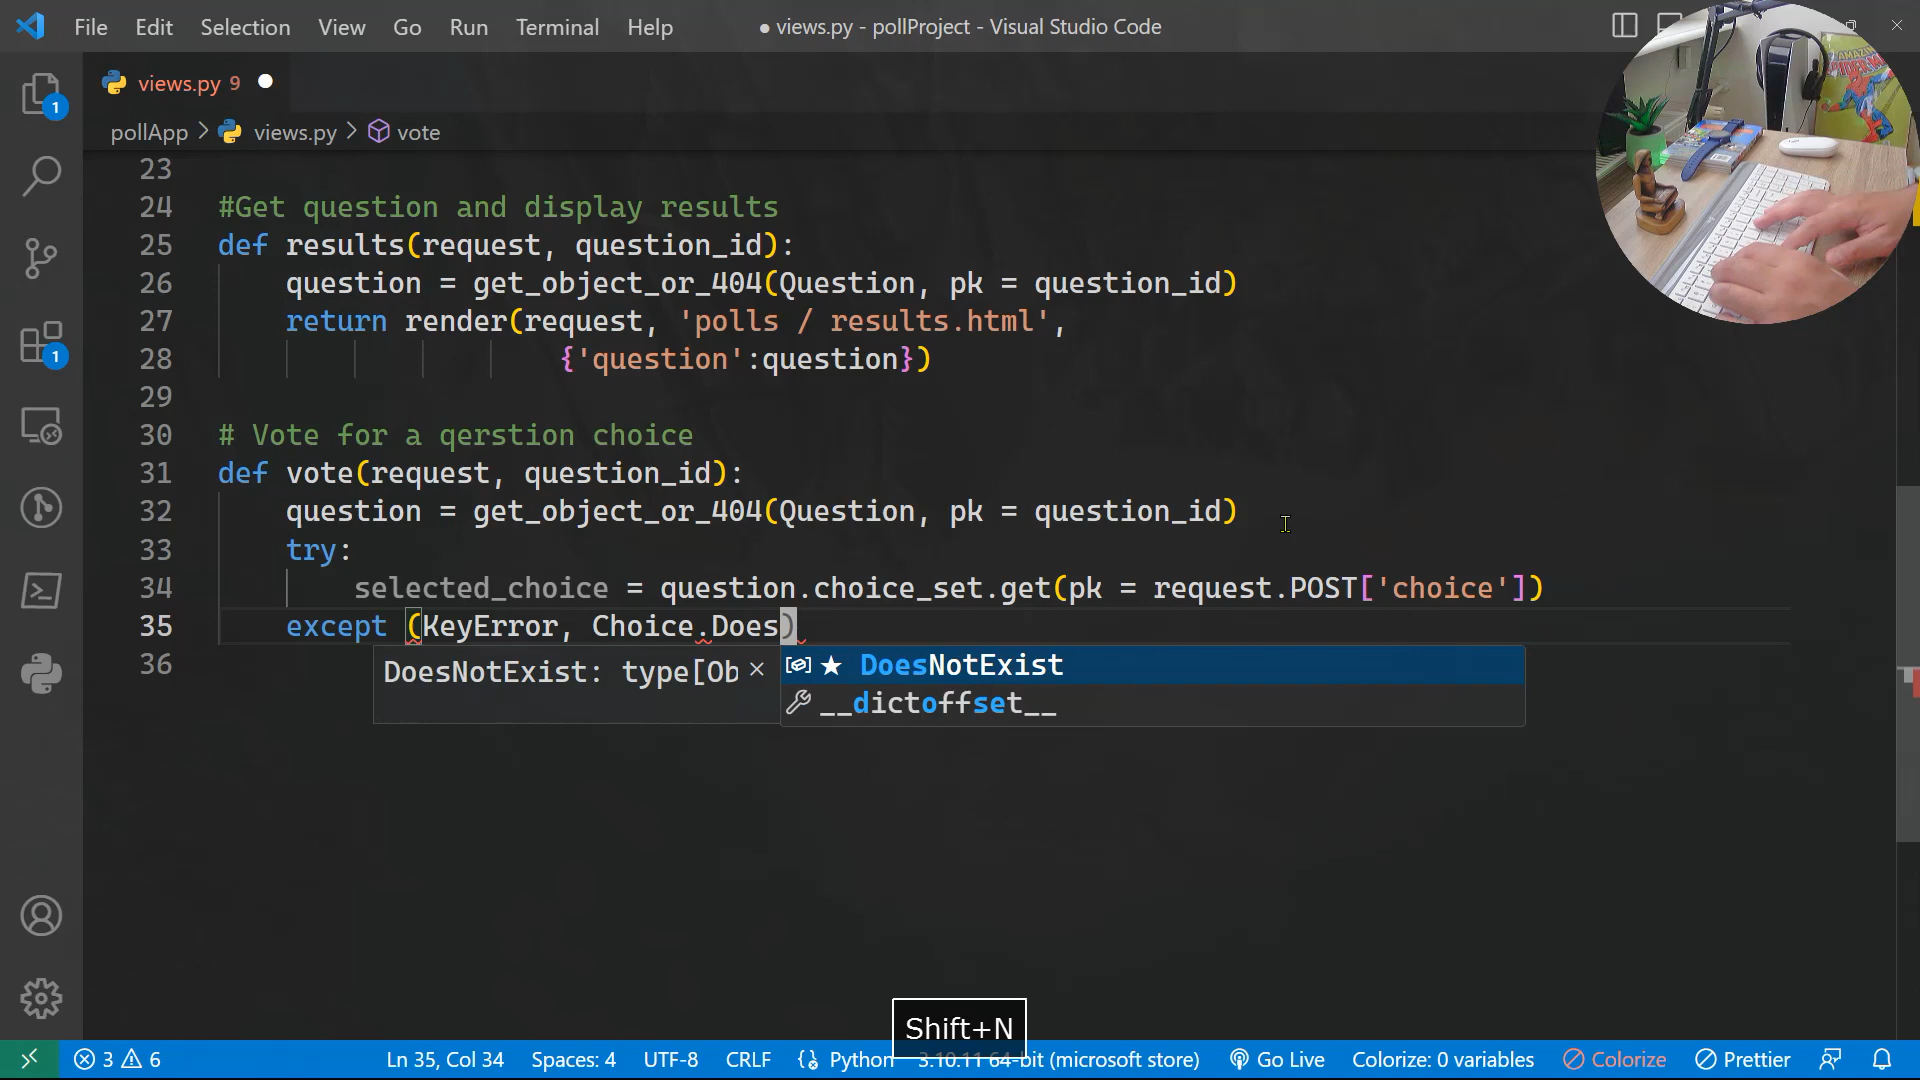 File Edit Selection View Go Run Terminal Help ● views.py - pollProject - Visual Studio Code
views.py 9
pollApp > views.py > vote
23
24 #Get question and display results
25 def results(request, question_id):
26 question = get_object_or_404(Question, pk = question_id)
27 return render(request, 'polls / results.html',
28 {'question':question})
29
30 # Vote for a qerstion choice
31 def vote(request, question_id):
32 question = get_object_or_404(Question, pk = question_id)
33 try:
34 selected_choice = question.choice_set.get(pk = request.POST['choice'])
35 except (KeyError, Choice.Does)
36
DoesNotExist: type[Ob ×
DoesNotExist
__dictoffset__
1
1
AMAZING
Shift+N
3 6 Ln 35, Col 34 Spaces: 4 UTF-8 CRLF Python 3.10.11 64-bit (microsoft store) Go Live Colorize: 0 variables Colorize Prettier